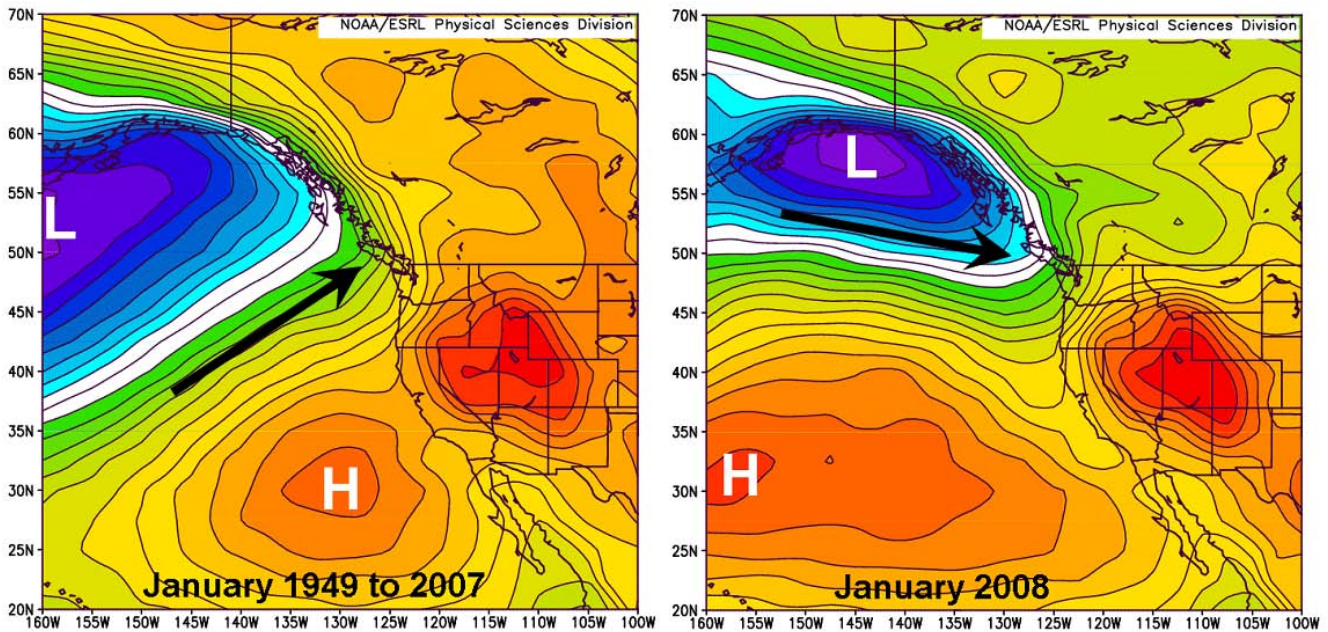 NOAA/ESRL Physical Sciences Division
70N
65N
60N
55N
50N
45N
40N
35N
30N
25N
20N
L
H
January 1949 to 2007
160W 155W 150W 145W 140W 135W 130W 125W 120W 115W 110W 105W 100W
NOAA/ESRL Physical Sciences Division
70N
65N
60N
55N
50N
45N
40N
35N
30N
25N
20N
L
H
January 2008
160W 155W 150W 145W 140W 135W 130W 125W 120W 115W 110W 105W 100W